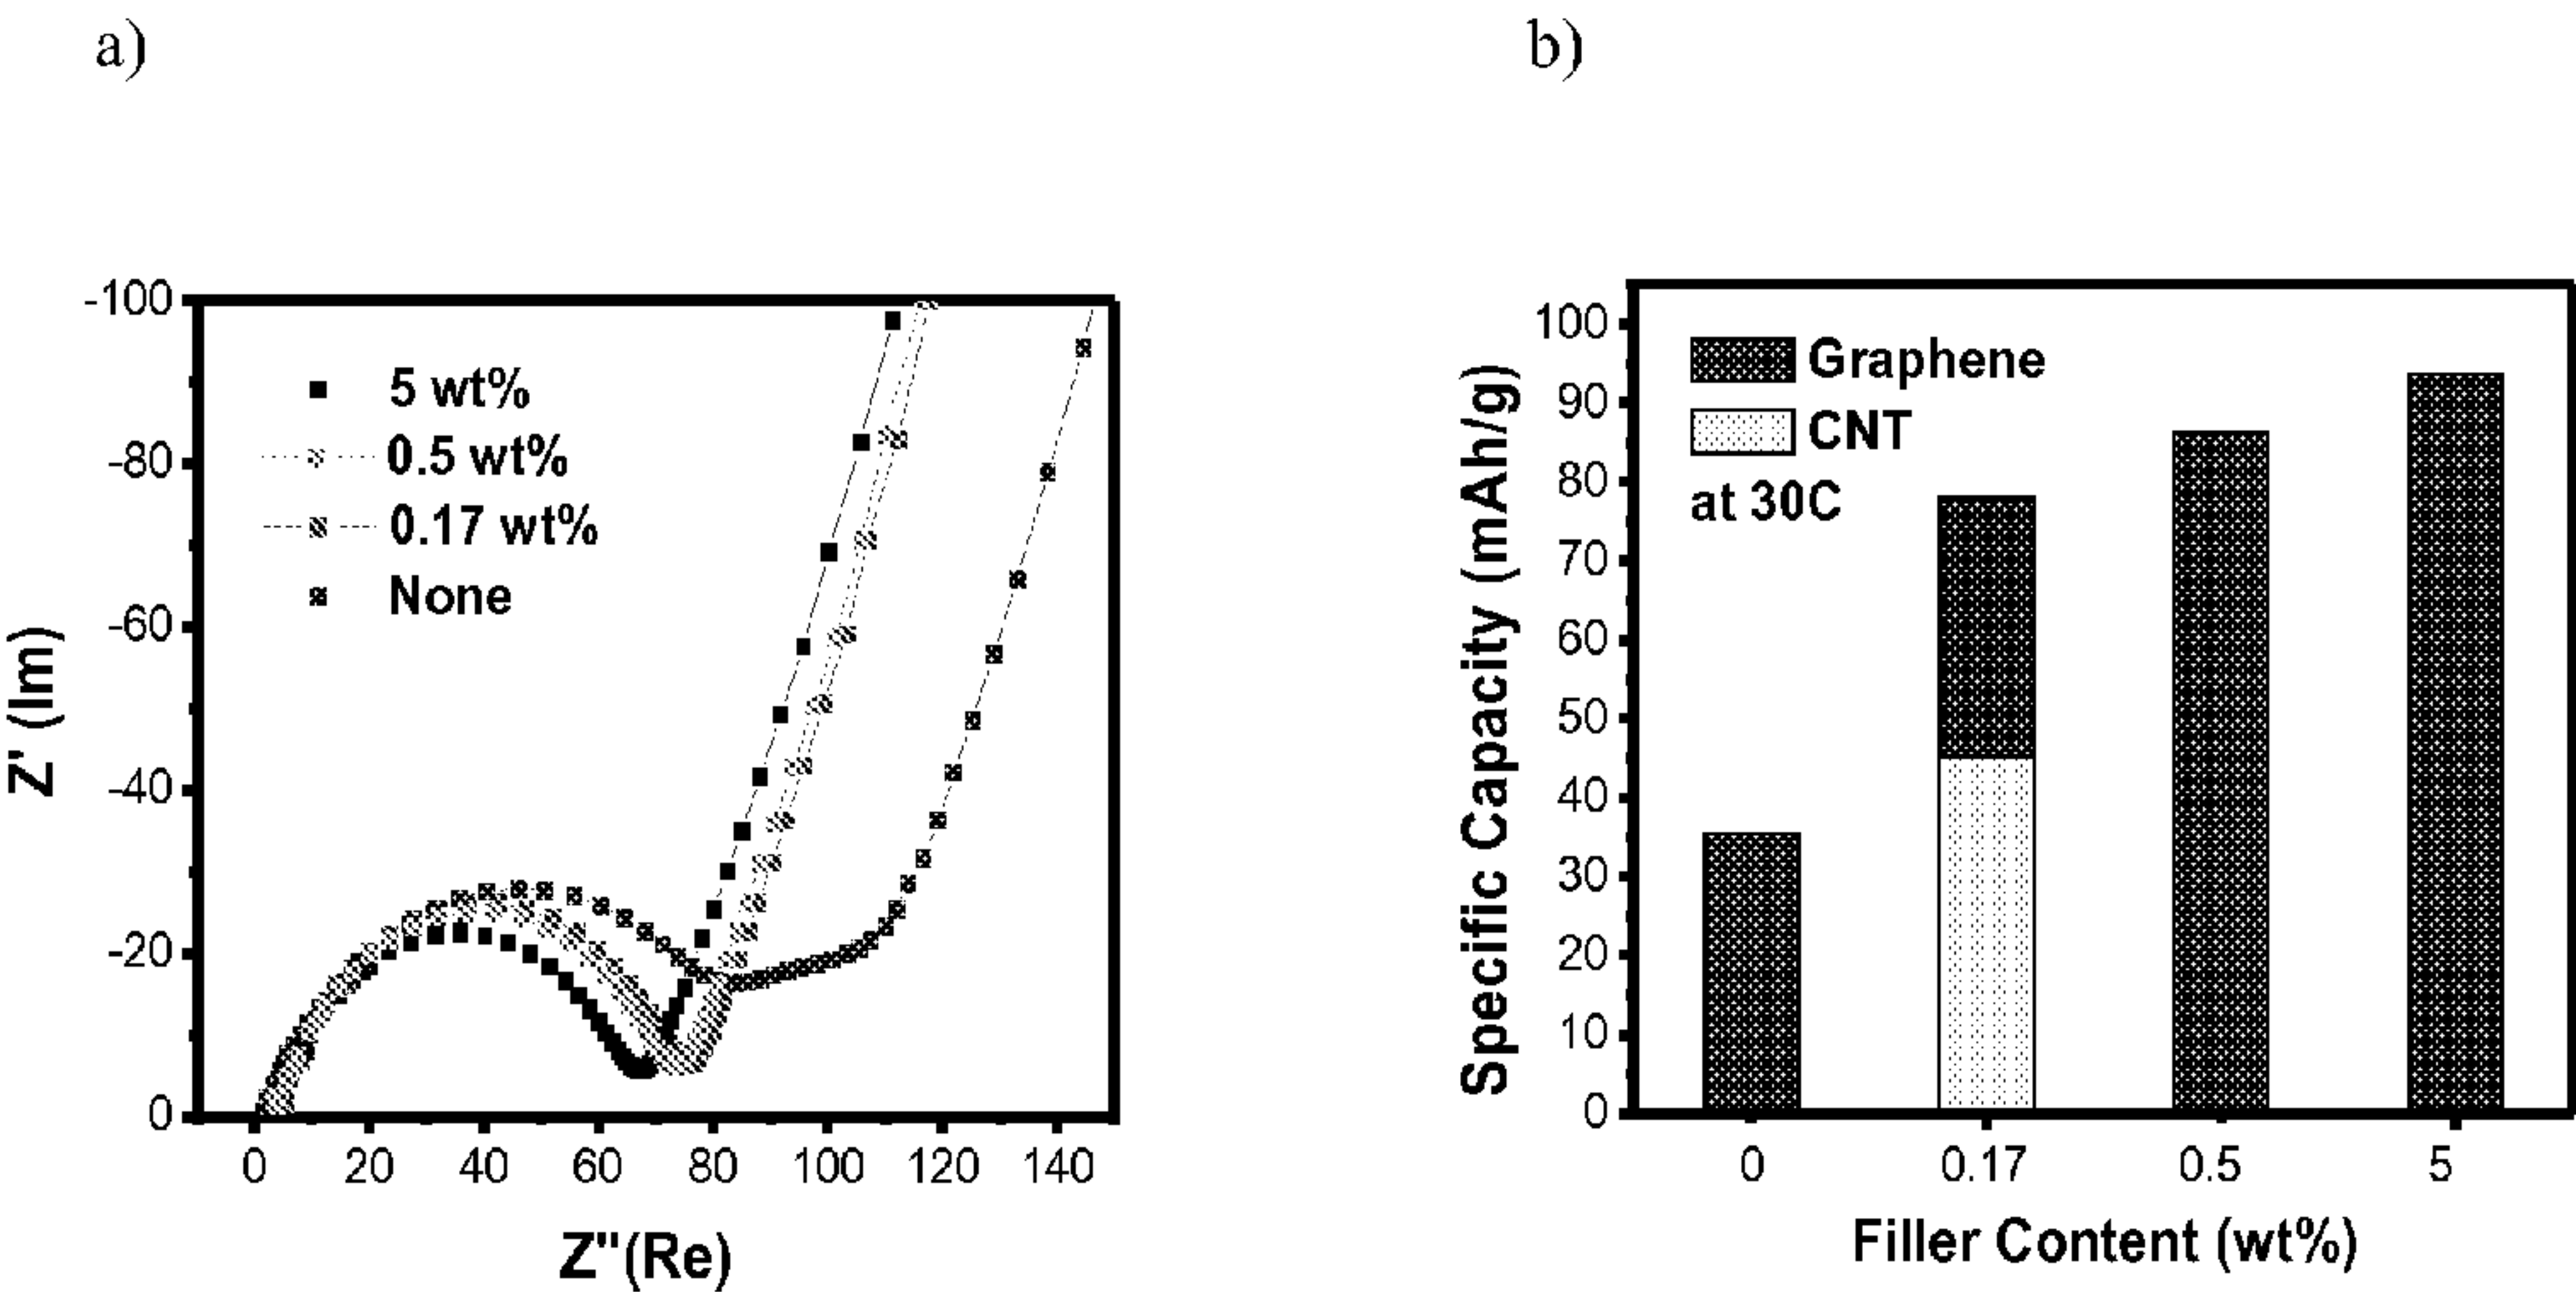 a)
-100
-80
-60
-40
-20
0
Z' (Im)
5 wt%
0.5 wt%
0.17 wt%
None
0 20 40 60 80 100 120 140
Z"(Re)
b)
100
90
80
70
60
50
40
30
20
10
0
Specific Capacity (mAh/g)
Graphene
CNT
at 30C
0 0.17 0.5 5
Filler Content (wt%)